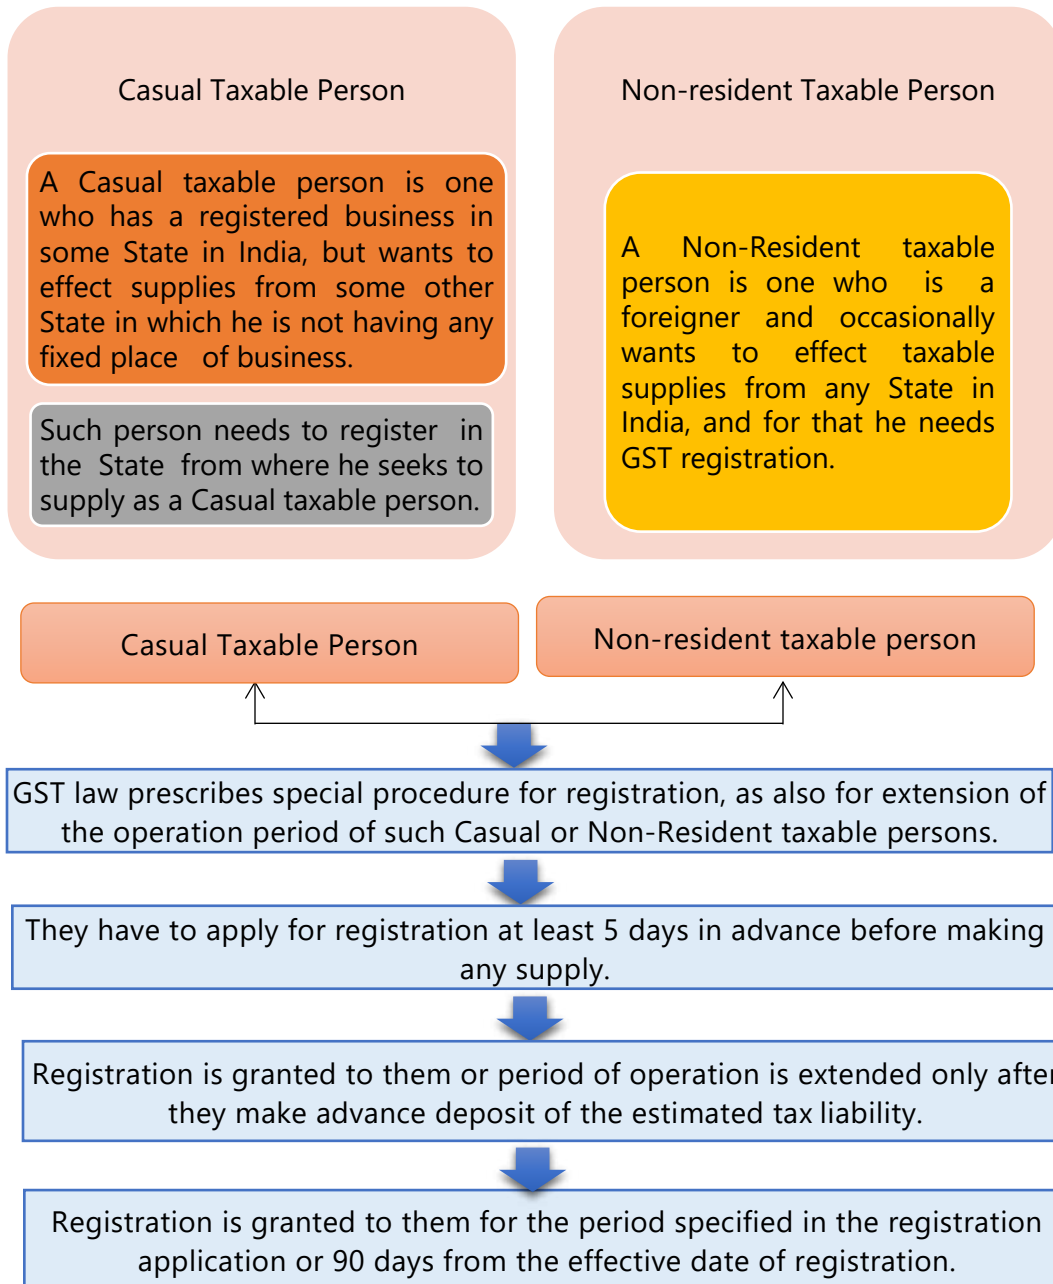 Casual Taxable Person
A Casual taxable person is one
who has a registered business in
some State in India, but wants to
effect supplies from some other
State in which he is not having any
fixed place of business.
Such person needs to register in
the State from where he seeks to
supply as a Casual taxable person.
Non-resident Taxable Person
A Non-Resident taxable
person is one who is a
foreigner and occasionally
wants to effect taxable
supplies from any State in
India, and for that he needs
GST registration.
Casual Taxable Person
Non-resident taxable person
GST law prescribes special procedure for registration, as also for extension of
the operation period of such Casual or Non-Resident taxable persons.
They have to apply for registration at least 5 days in advance before making
any supply.
Registration is granted to them or period of operation is extended only after
they make advance deposit of the estimated tax liability.
Registration is granted to them for the period specified in the registration
application or 90 days from the effective date of registration.